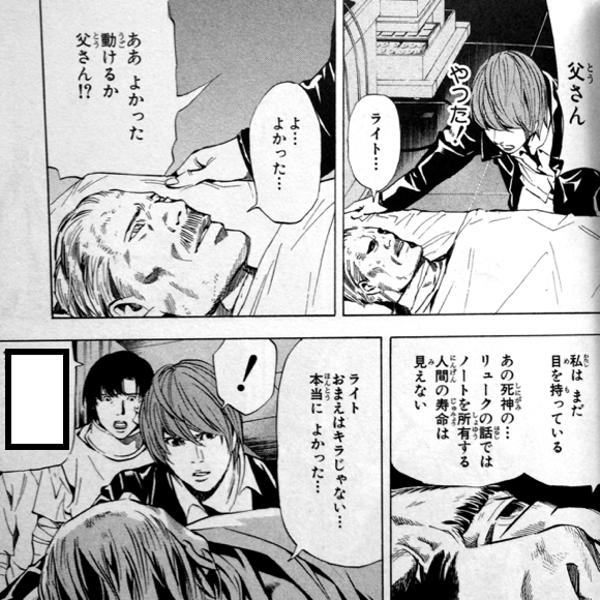 父さん
やった!
ライト…
よ…
よかった…
ああ よかった
動けるか
父さん!?
私は まだ
目を持っている
あの死神の…
リュークの話では
ノートを所有する
人間の寿命は
見えない
!
ライト
おまえはキラじゃない…
本当に よかった…